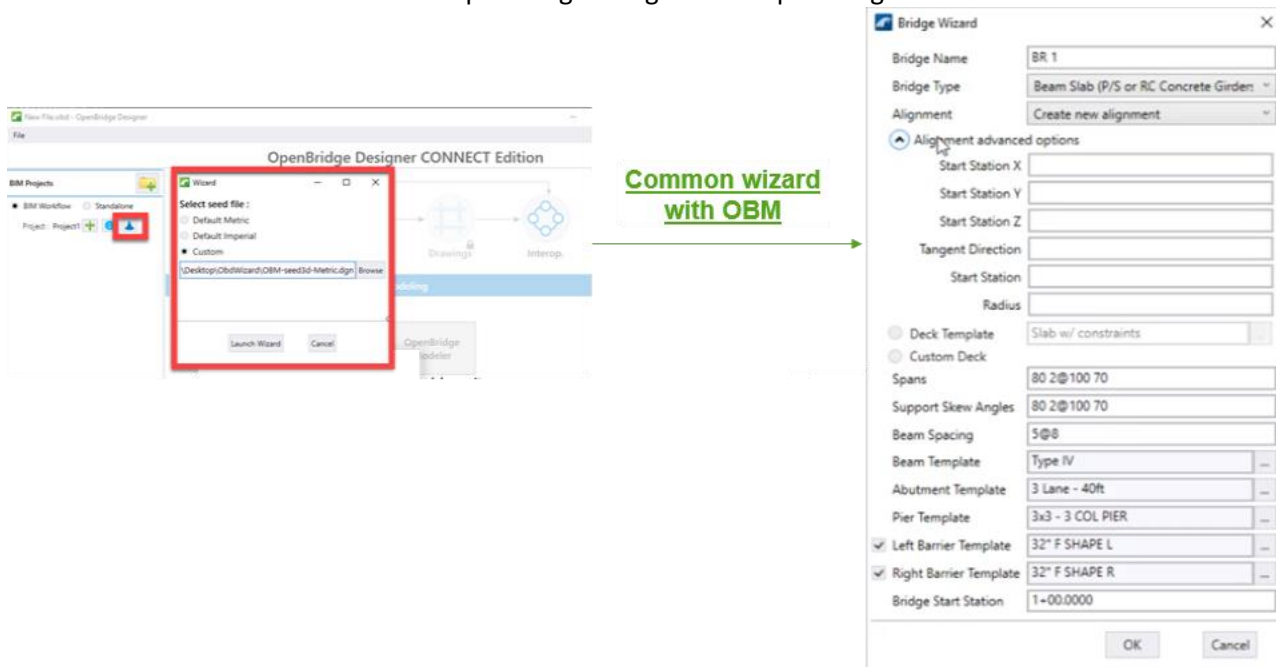 New File.obd - OpenBridge Designer
File
OpenBridge Designer CONNECT Edition
BIM Projects
BIM Workflow
Standalone
Project : Project1
Wizard
Select seed file :
Default Metric
Default Imperial
Custom
\Desktop\ObdWizard\OBM-seed3d-Metric.dgn
Browse
Launch Wizard
Cancel
Drawings
Interop.
OpenBridge
Common wizard
with OBM
Bridge Wizard
Bridge Name BR 1
Bridge Type Beam Slab (P/S or RC Concrete Girders
Alignment Create new alignment
Alignment advanced options
Start Station X
Start Station Y
Start Station Z
Tangent Direction
Start Station
Radius
Deck Template Slab w/ constraints
Custom Deck
Spans 80 2@100 70
Support Skew Angles 80 2@100 70
Beam Spacing 5@8
Beam Template Type IV ...
Abutment Template 3 Lane - 40ft ...
Pier Template 3x3 - 3 COL PIER ...
Left Barrier Template 32" F SHAPE L ...
Right Barrier Template 32" F SHAPE R ...
Bridge Start Station 1+00.0000
OK Cancel